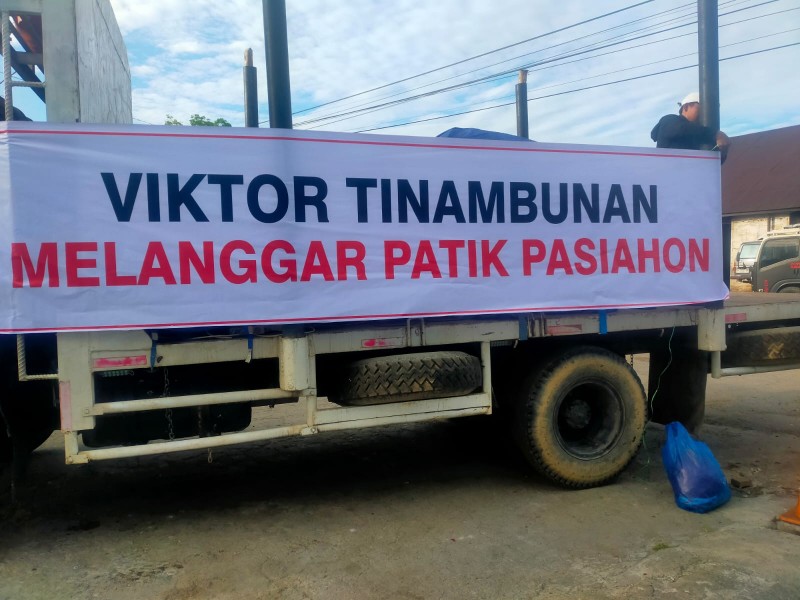 VIKTOR TINAMBUNAN
MELANGGAR PATIK PASIAHON